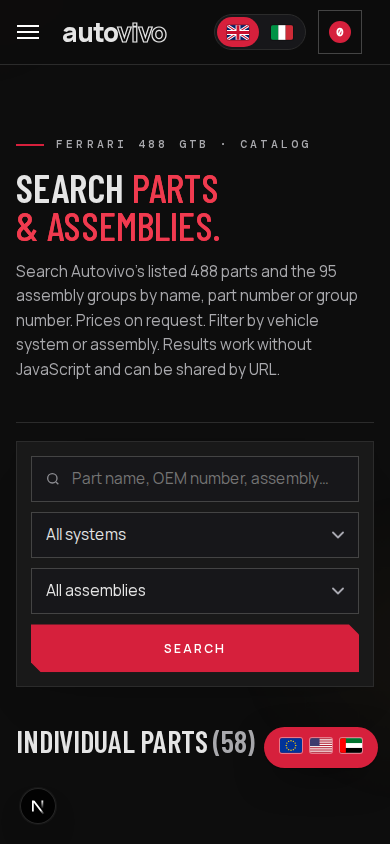 autovivo
0
FERRARI 488 GTB · CATALOG
SEARCH PARTS
& ASSEMBLIES.
Search Autovivo's listed 488 parts and the 95
assembly groups by name, part number or group
number. Prices on request. Filter by vehicle
system or assembly. Results work without
JavaScript and can be shared by URL.
Part name, OEM number, assembly...
All systems
All assemblies
SEARCH
INDIVIDUAL PARTS (58)
N